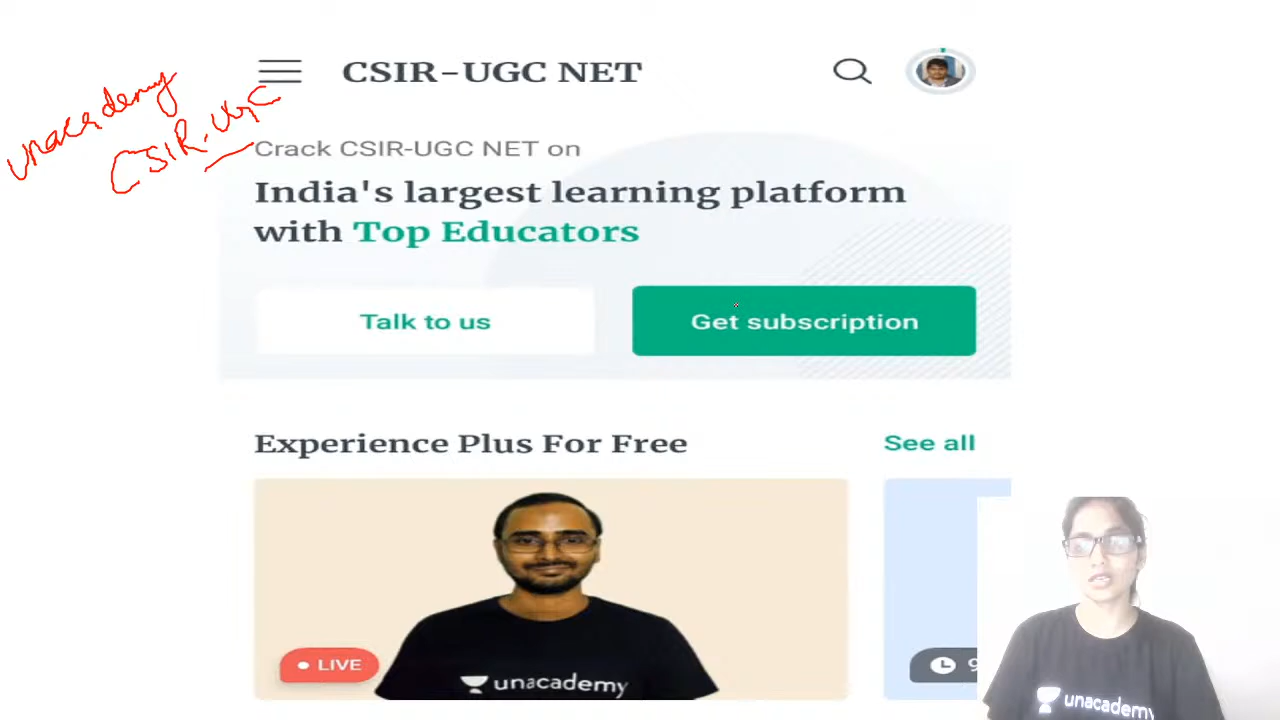 CSIR-UGC NET
unacademy
CSIR-UGC
Crack CSIR-UGC NET on
India's largest learning platform
with Top Educators
Talk to us
Get subscription
Experience Plus For Free
See all
LIVE
9
unacademy
unacademy